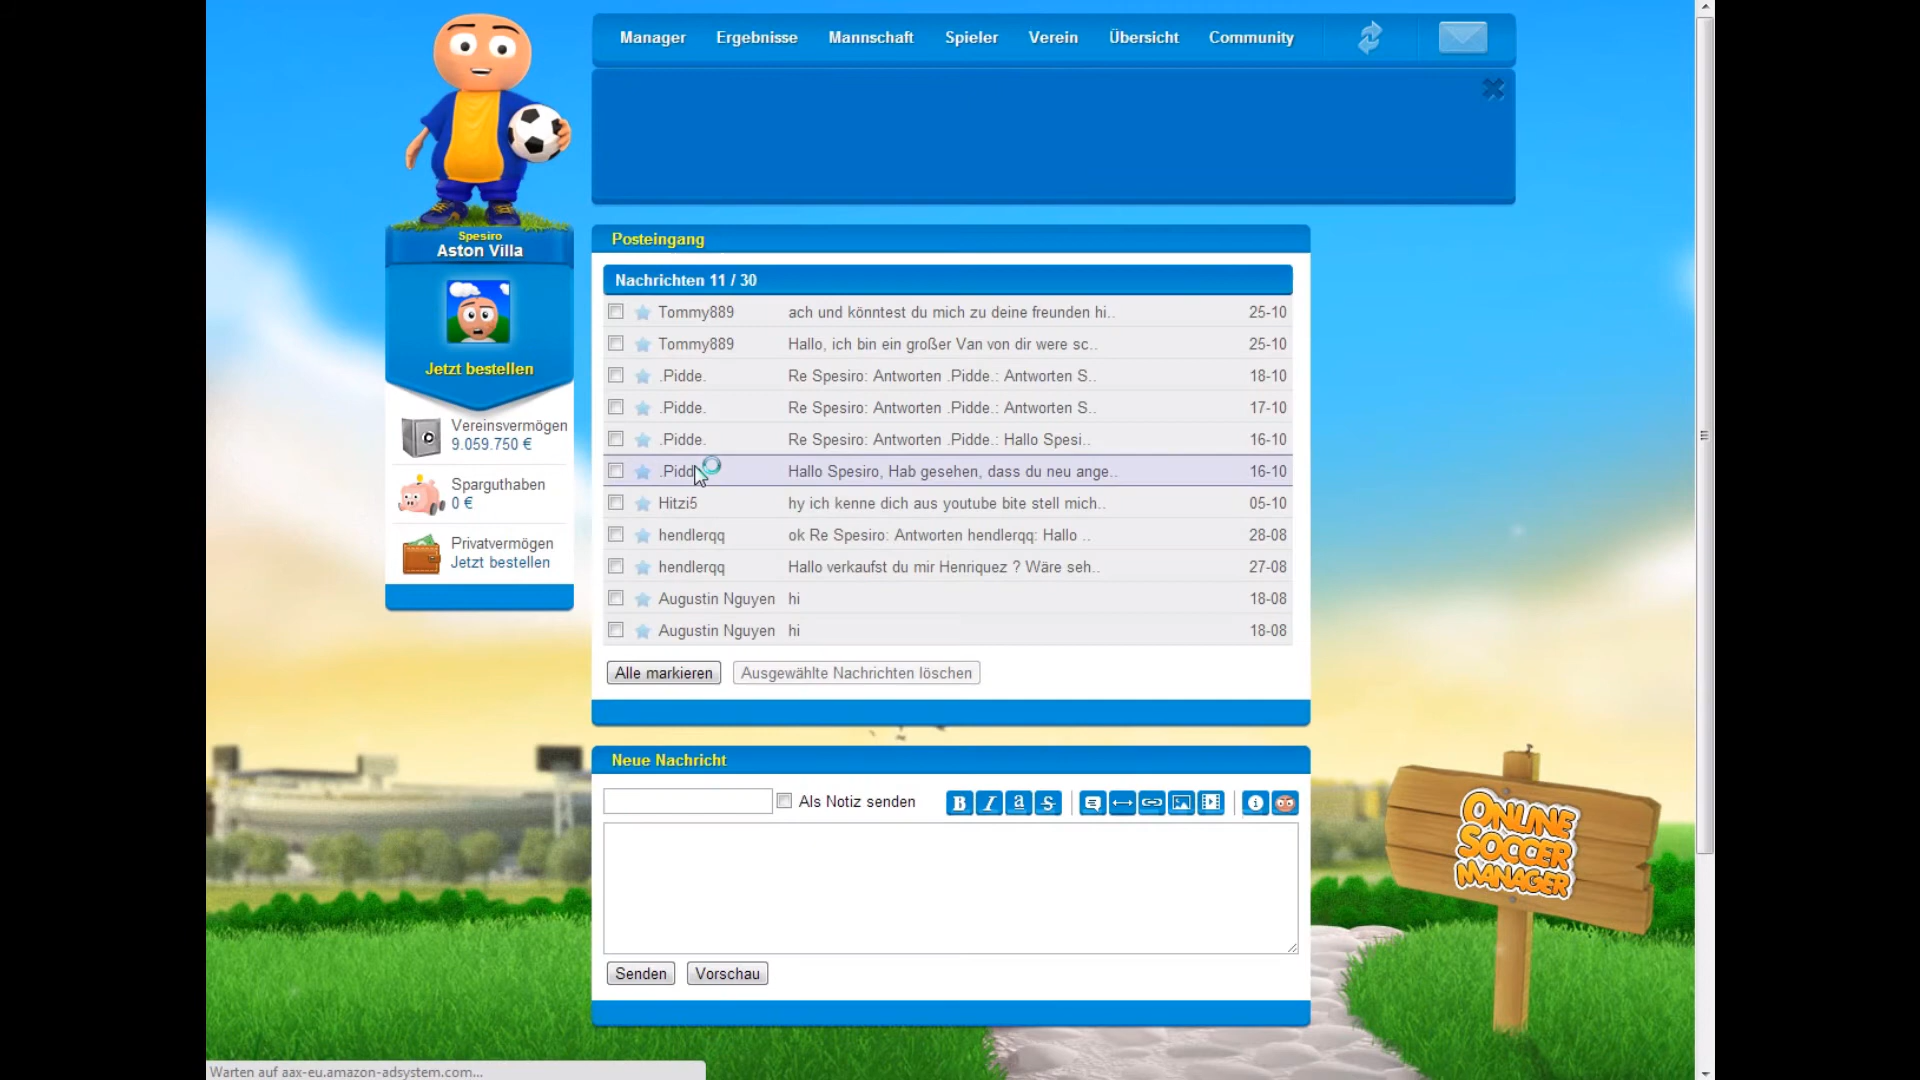 Manager Ergebnisse Mannschaft Spieler Verein Übersicht Community
Spesiro
Aston Villa
Jetzt bestellen
Vereinsvermögen
9.059.750 €
Sparguthaben
0 €
Privatvermögen
Jetzt bestellen
Posteingang
Nachrichten 11 / 30
Tommy889 ach und könntest du mich zu deine freunden hi.. 25-10
Tommy889 Hallo, ich bin ein großer Van von dir were sc.. 25-10
.Pidde. Re Spesiro: Antworten .Pidde.: Antworten S.. 18-10
.Pidde. Re Spesiro: Antworten .Pidde.: Antworten S.. 17-10
.Pidde. Re Spesiro: Antworten .Pidde.: Hallo Spesi.. 16-10
Hallo Spesiro, Hab gesehen, dass du neu ange.. 16-10
Hitzi5 hy ich kenne dich aus youtube bite stell mich.. 05-10
hendlerqq ok Re Spesiro: Antworten hendlerqq: Hallo .. 28-08
hendlerqq Hallo verkaufst du mir Henriquez ? Wäre seh.. 27-08
Augustin Nguyen hi 18-08
Augustin Nguyen hi 18-08
Alle markieren Ausgewählte Nachrichten löschen
Neue Nachricht
Als Notiz senden B I a S
Senden Vorschau
ONLINE
SOCCER
MANAGER
Warten auf aax-eu.amazon-adsystem.com...